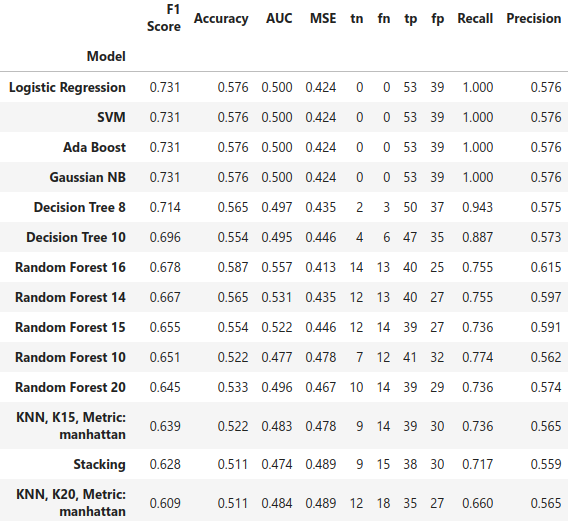 F1 Score Accuracy AUC MSE tn fn tp fp Recall Precision
Model
Logistic Regression 0.731 0.576 0.500 0.424 0 0 53 39 1.000 0.576
SVM 0.731 0.576 0.500 0.424 0 0 53 39 1.000 0.576
Ada Boost 0.731 0.576 0.500 0.424 0 0 53 39 1.000 0.576
Gaussian NB 0.731 0.576 0.500 0.424 0 0 53 39 1.000 0.576
Decision Tree 8 0.714 0.565 0.497 0.435 2 3 50 37 0.943 0.575
Decision Tree 10 0.696 0.554 0.495 0.446 4 6 47 35 0.887 0.573
Random Forest 16 0.678 0.587 0.557 0.413 14 13 40 25 0.755 0.615
Random Forest 14 0.667 0.565 0.531 0.435 12 13 40 27 0.755 0.597
Random Forest 15 0.655 0.554 0.522 0.446 12 14 39 27 0.736 0.591
Random Forest 10 0.651 0.522 0.477 0.478 7 12 41 32 0.774 0.562
Random Forest 20 0.645 0.533 0.496 0.467 10 14 39 29 0.736 0.574
KNN, K15, Metric: manhattan 0.639 0.522 0.483 0.478 9 14 39 30 0.736 0.565
Stacking 0.628 0.511 0.474 0.489 9 15 38 30 0.717 0.559
KNN, K20, Metric: manhattan 0.609 0.511 0.484 0.489 12 18 35 27 0.660 0.565